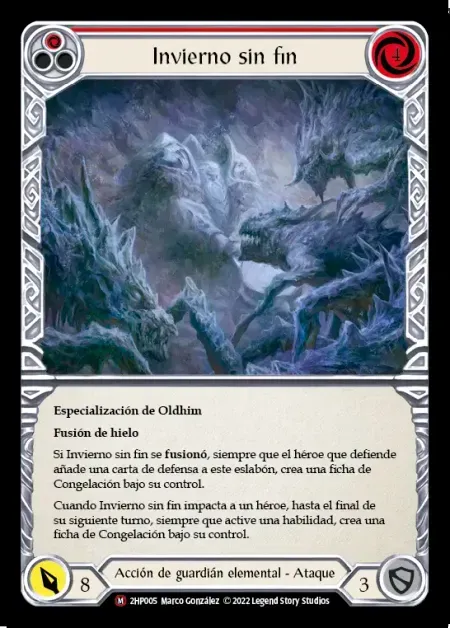 Invierno sin fin
4
Especialización de Oldhim
Fusión de hielo
Si Invierno sin fin se fusionó, siempre que el héroe que defiende
añade una carta de defensa a este eslabón, crea una ficha de
Congelación bajo su control.
Cuando Invierno sin fin impacta a un héroe, hasta el final de
su siguiente turno, siempre que active una habilidad, crea una
ficha de Congelación bajo su control.
8
Acción de guardián elemental - Ataque
3
M 2HP005 Marco González © 2022 Legend Story Studios